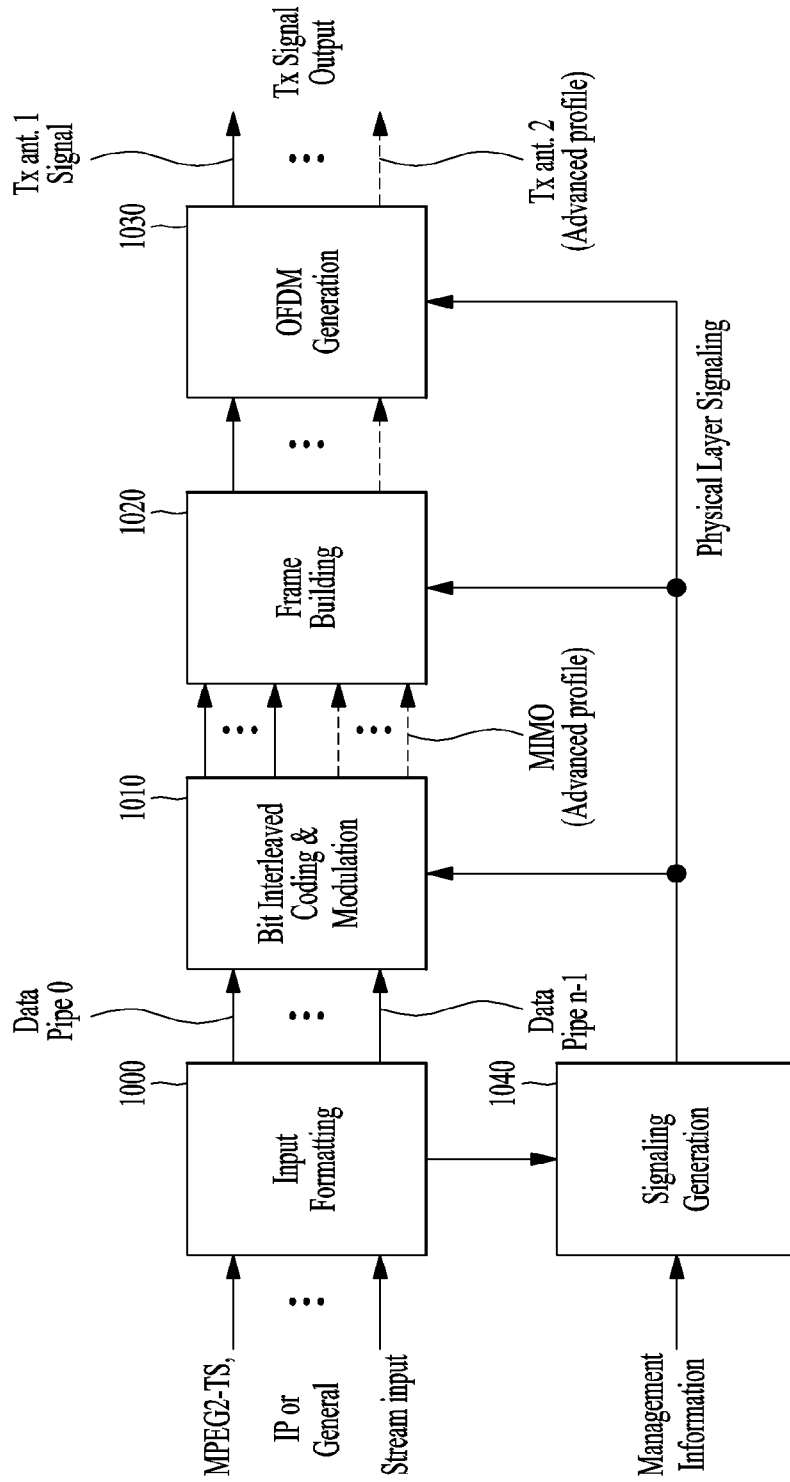 MPEG2-TS,
IP or
General
Stream input
Management
Information
1000
Input
Formatting
1040
Signaling
Generation
Data
Pipe 0
Data
Pipe n-1
1010
Bit Interleaved
Coding &
Modulation
MIMO
(Advanced profile)
1020
Frame
Building
Physical Layer Signaling
1030
OFDM
Generation
Tx ant. 1
Signal
Tx Signal
Output
Tx ant. 2
(Advanced profile)